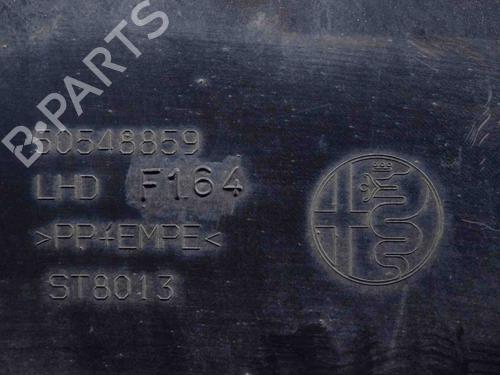 B-PARTS
50548859
LHD F164
>PP+EMPE<
ST8013